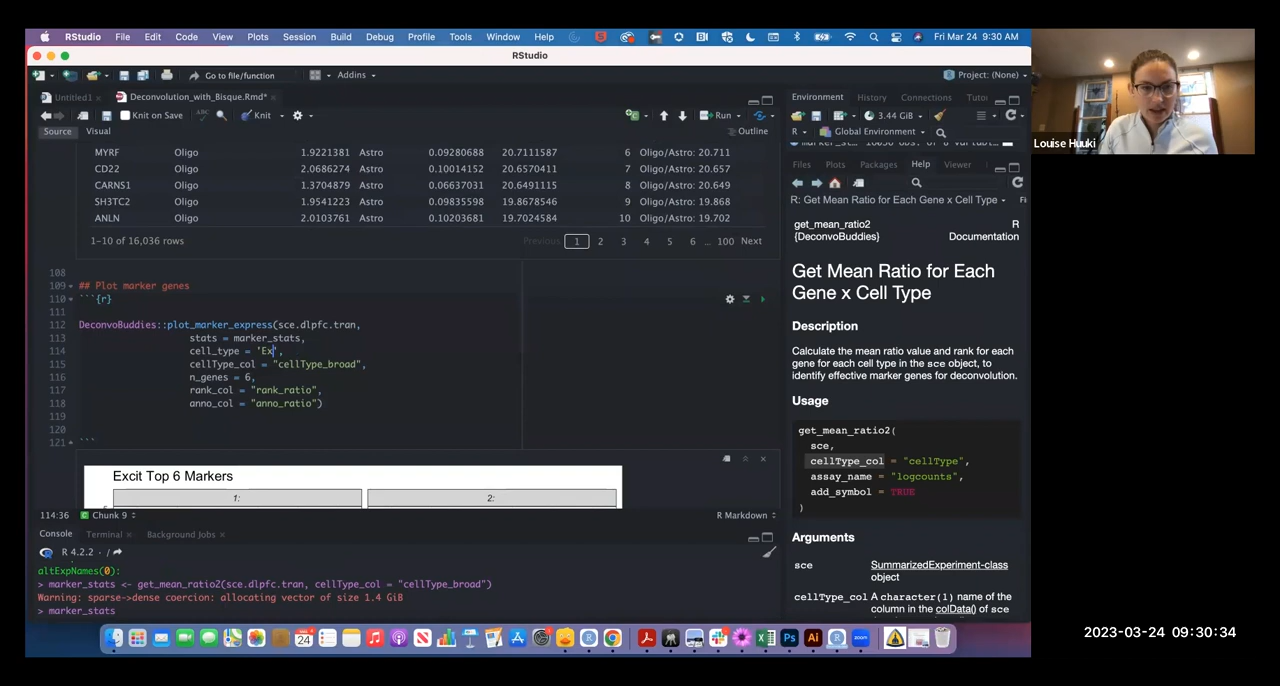 RStudio File Edit Code View Plots Session Build Debug Profile Tools Window Help Fri Mar 24 9:30 AM
RStudio
Go to file/function Addins Project: (None)
Untitled1 Deconvolution_with_Bisque.Rmd*
Knit on Save Knit Run
Source Visual Outline
MYRF Oligo 1.9221381 Astro 0.09280688 20.7111587 6 Oligo/Astro: 20.711
CD22 Oligo 2.0686274 Astro 0.10014152 20.6570410 7 Oligo/Astro: 20.657
CARNS1 Oligo 1.3704879 Astro 0.06637031 20.6491115 8 Oligo/Astro: 20.649
SH3TC2 Oligo 1.9541223 Astro 0.09835598 19.8678546 9 Oligo/Astro: 19.868
ANLN Oligo 2.0103761 Astro 0.10203681 19.7024584 10 Oligo/Astro: 19.702
1-10 of 16,036 rows Previous 1 2 3 4 5 6 ... 100 Next
108
109 ## Plot marker genes
110 ```{r}
111
112 DeconvoBuddies::plot_marker_express(sce.dlpfc.tran,
113 stats = marker_stats,
114 cell_type = 'Ex',
115 cellType_col = "cellType_broad",
116 n_genes = 6,
117 rank_col = "rank_ratio",
118 anno_col = "anno_ratio")
119
120
121 ```
Excit Top 6 Markers
1: 2:
114:36 Chunk 9 R Markdown
Console Terminal Background Jobs
R 4.2.2 · /
altExpNames(0):
> marker_stats <- get_mean_ratio2(sce.dlpfc.tran, cellType_col = "cellType_broad")
Warning: sparse->dense coercion: allocating vector of size 1.4 GiB
> marker_stats
Environment History Connections Tuto
3.44 GiB
R Global Environment
Files Plots Packages Help Viewer
R: Get Mean Ratio for Each Gene x Cell Type
get_mean_ratio2 R
{DeconvoBuddies} Documentation
Get Mean Ratio for Each
Gene x Cell Type
Description
Calculate the mean ratio value and rank for each
gene for each cell type in the sce object, to
identify effective marker genes for deconvolution.
Usage
get_mean_ratio2(
sce,
cellType_col = "cellType",
assay_name = "logcounts",
add_symbol = TRUE
)
Arguments
sce SummarizedExperiment-class
object
cellType_col A character(1) name of the
column in the colData() of sce
Louise Huuki
2023-03-24 09:30:34